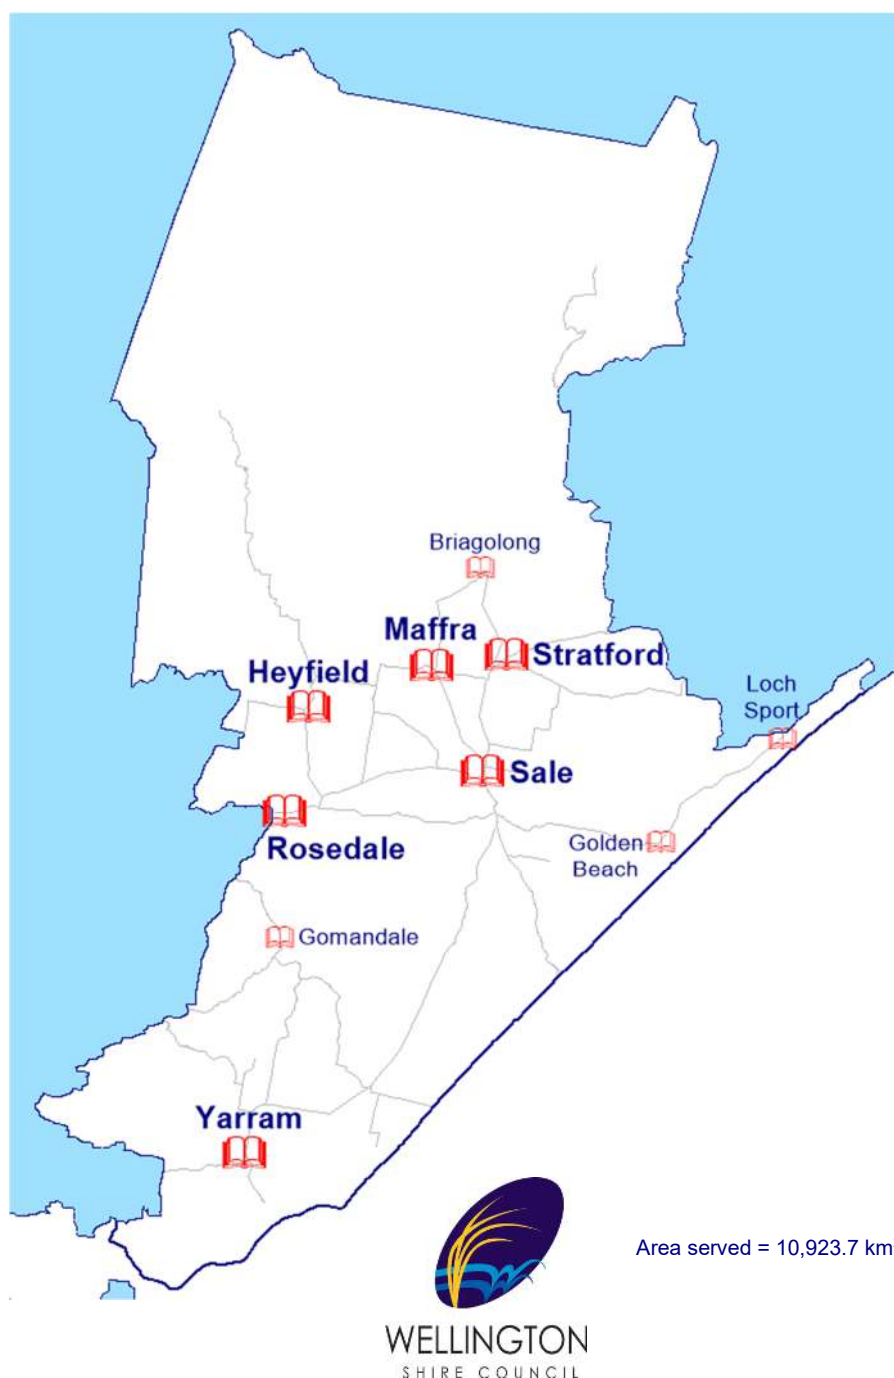 Briagolong
Maffra
Stratford
Heyfield
Loch
Sport
Sale
Rosedale
Golden
Beach
Gomandale
Yarram
Area served = 10,923.7 km
WELLINGTON
SHIRE COUNCIL